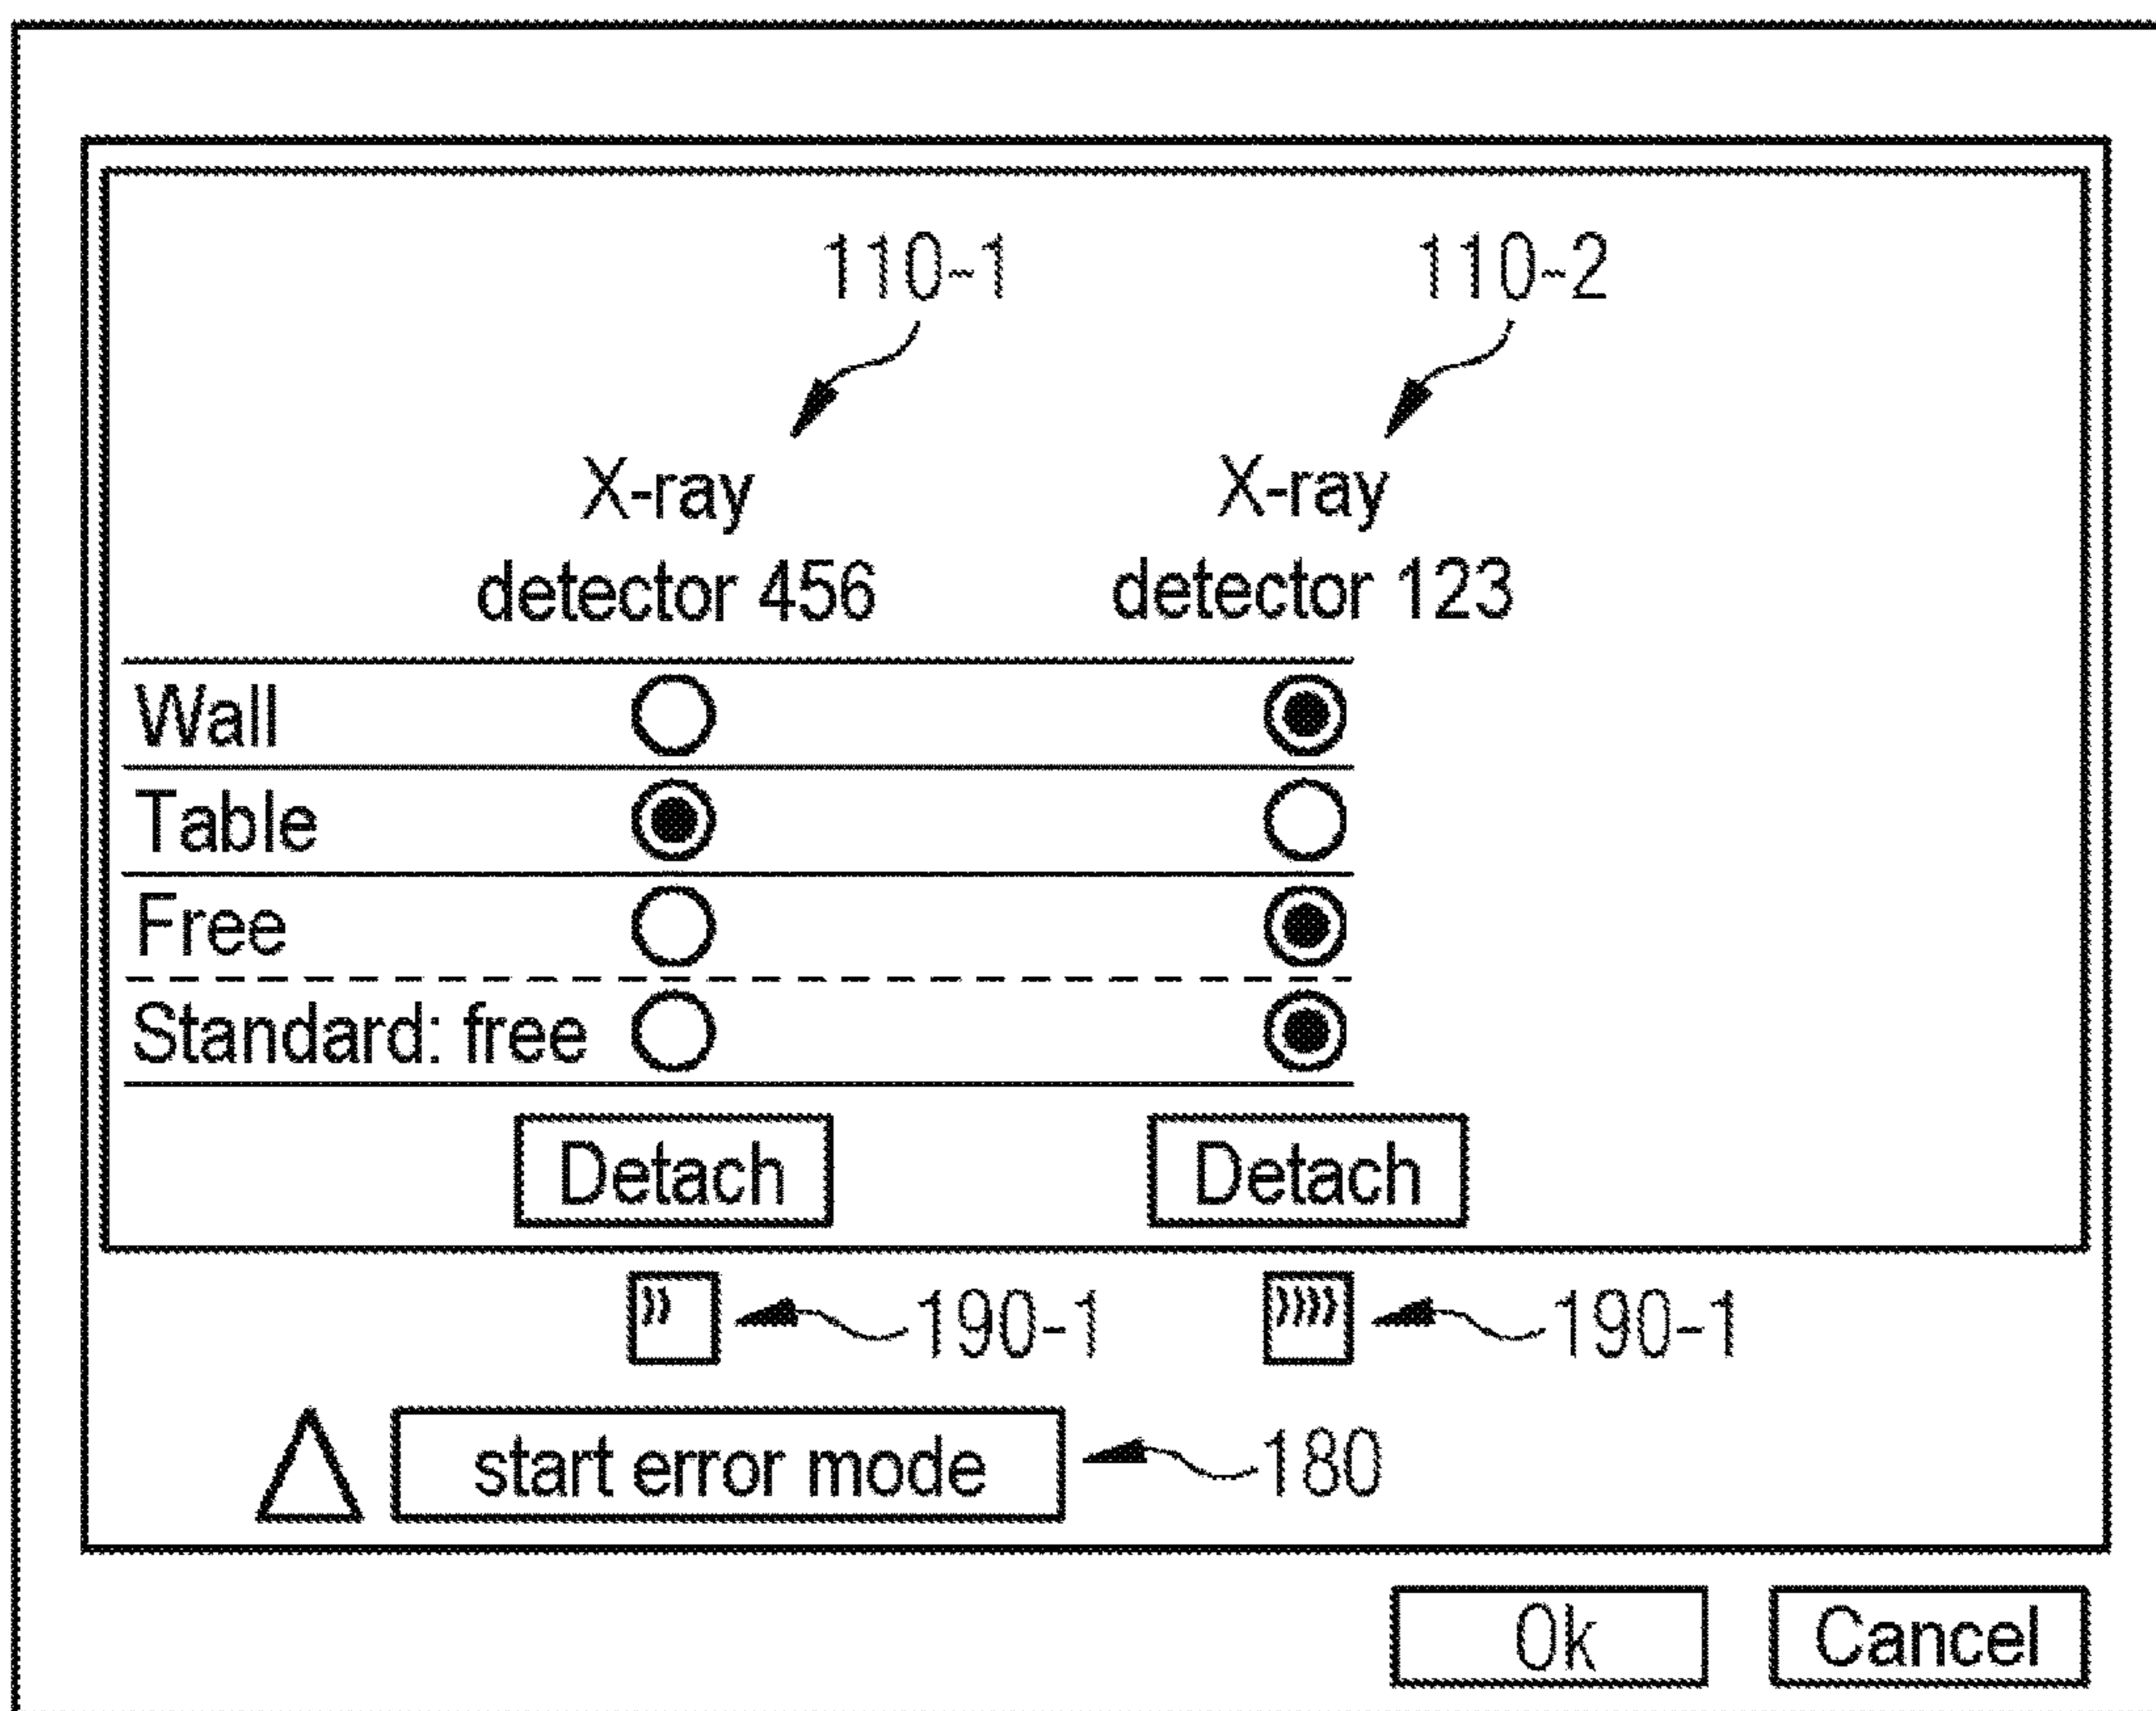 110-1 110-2
X-ray X-ray
detector 456 detector 123
Wall
Table
Free
Standard: free
Detach Detach
190-1 190-1
start error mode 180
Ok Cancel